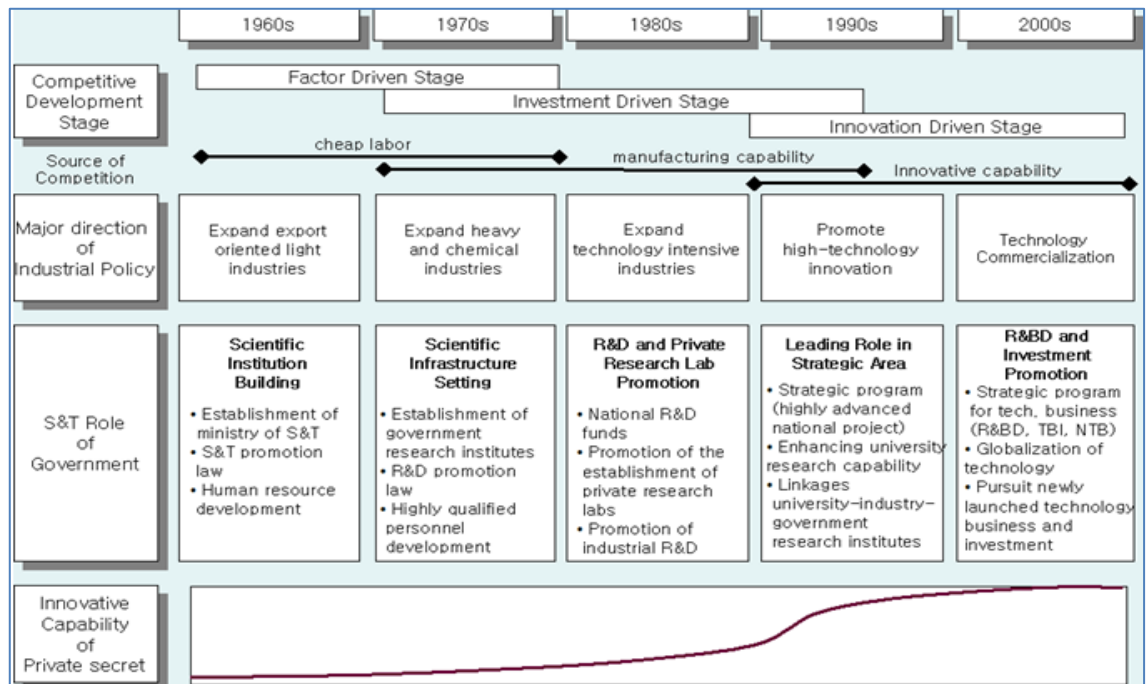 1960s
1970s
1980s
1990s
2000s
Competitive
Development
Stage
Factor Driven Stage
Investment Driven Stage
Innovation Driven Stage
Source of
Competition
cheap labor
manufacturing capability
Innovative capability
Major direction
of
Industrial Policy
Expand export
oriented light
industries
Expand heavy
and chemical
industries
Expand
technology intensive
industries
Promote
high-technology
innovation
Technology
Commercialization
S&T Role
of
Government
Scientific
Institution
Building
• Establishment of
ministry of S&T
• S&T promotion
law
• Human resource
development
Scientific
Infrastructure
Setting
• Establishment of
government
research institutes
• R&D promotion
law
• Highly qualified
personnel
development
R&D and Private
Research Lab
Promotion
• National R&D
funds
• Promotion of the
establishment of
private research
labs
• Promotion of
industrial R&D
Leading Role in
Strategic Area
• Strategic program
(highly advanced
national project)
• Enhancing university
research capability
• Linkages
university-industry-
government
research institutes
R&BD and
Investment
Promotion
• Strategic program
for tech, business
(R&BD, TBI, NTB)
• Globalization of
technology
• Pursuit newly
launched technology
business and
investment
Innovative
Capability
of
Private secret